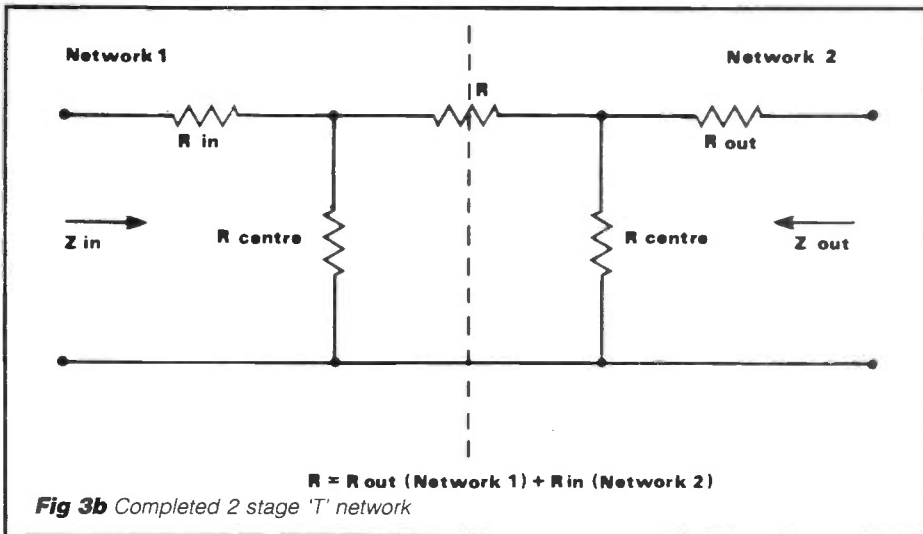 Network 1
Network 2
R
R in
R out
Z in
R centre
R centre
Z out
R = R out (Network 1) + R in (Network 2)
Fig 3b Completed 2 stage 'T' network